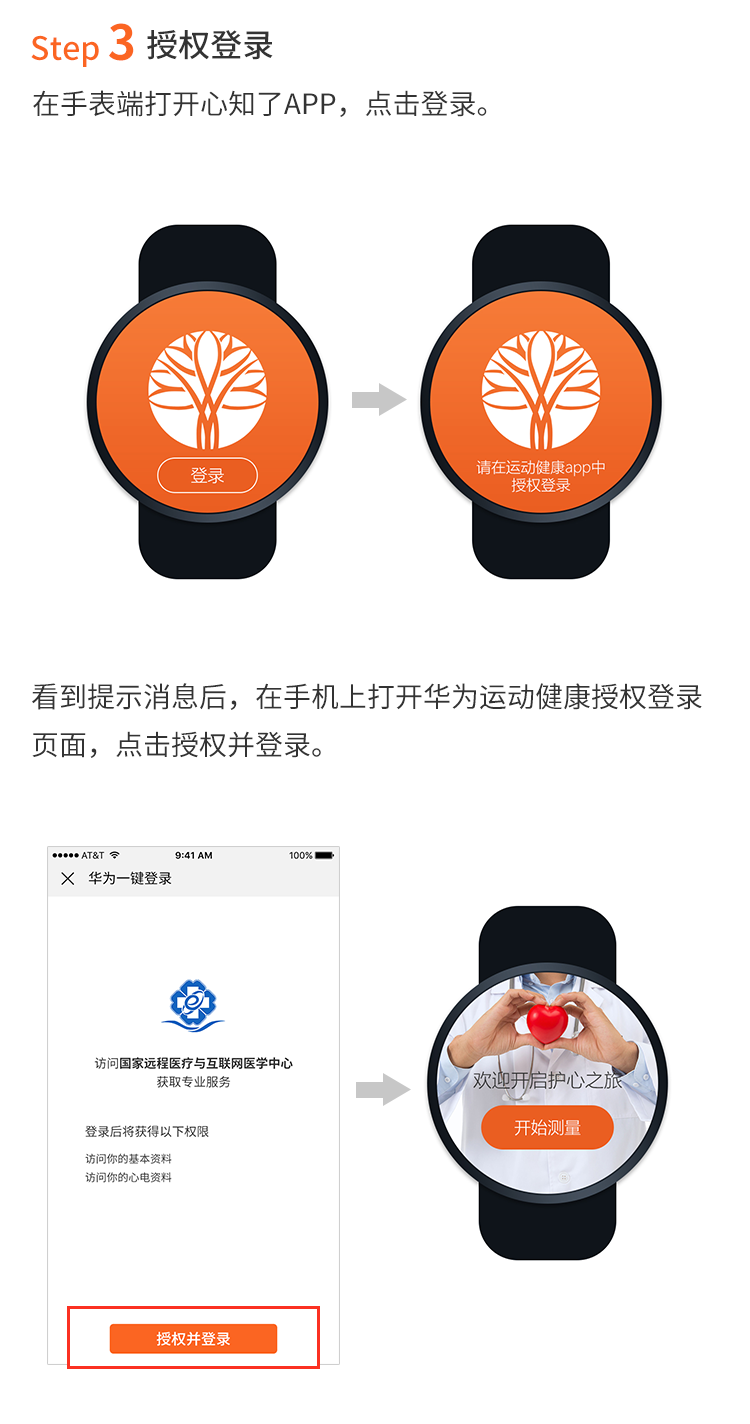 Step 3 授权登录
在手表端打开心知了APP，点击登录。
登录
请在运动健康app中
授权登录
看到提示消息后，在手机上打开华为运动健康授权登录
页面，点击授权并登录。
AT&T 9:41 AM 100%
华为一键登录
访问国家远程医疗与互联网医学中心
获取专业服务
登录后将获得以下权限
访问你的基本资料
访问你的心电资料
授权并登录
欢迎开启护心之旅
开始测量